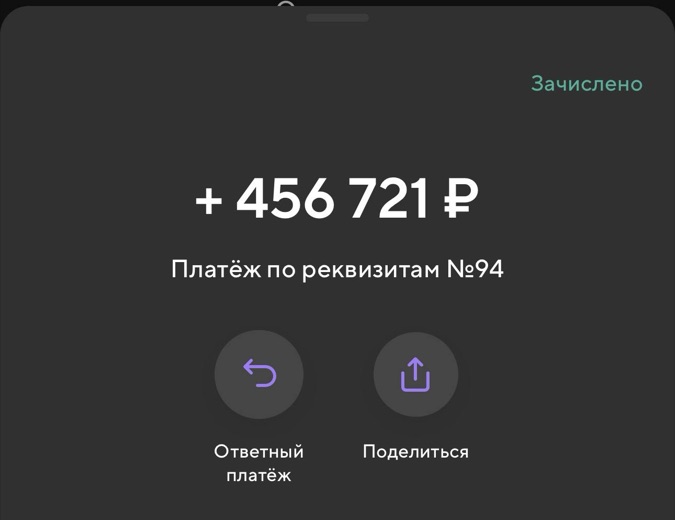 Зачислено
+ 456 721 ₽
Платёж по реквизитам №94
Ответный
платёж
Поделиться